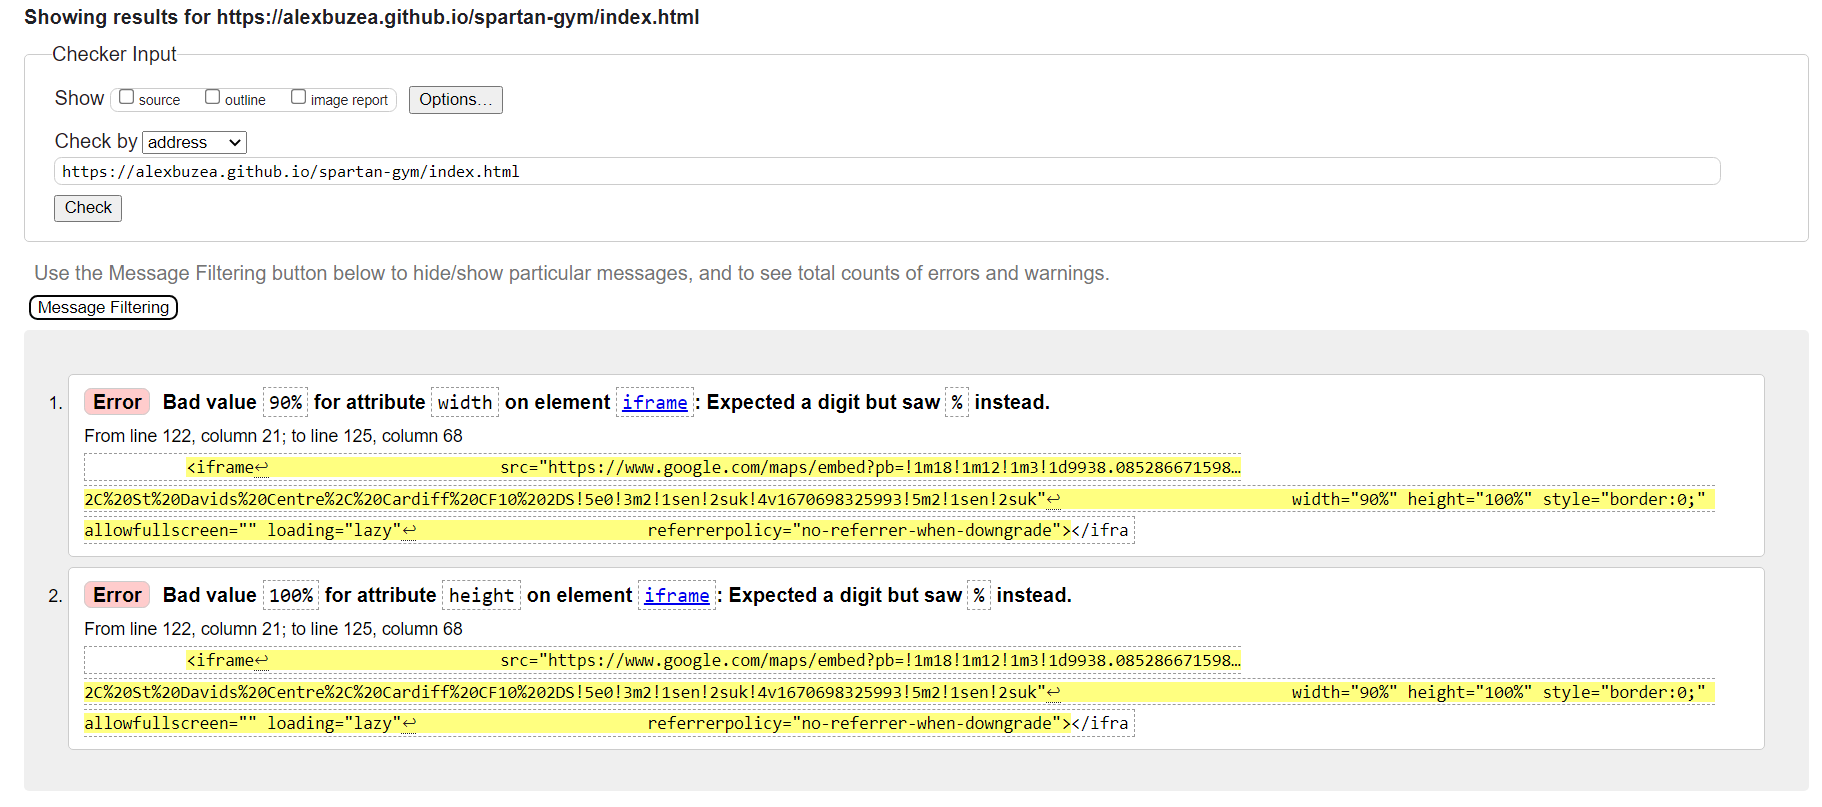 Showing results for https://alexbuzea.github.io/spartan-gym/index.html
Checker Input
Show source outline image report Options...
Check by address
https://alexbuzea.github.io/spartan-gym/index.html
Check
Use the Message Filtering button below to hide/show particular messages, and to see total counts of errors and warnings.
Message Filtering
1. Error Bad value 90% for attribute width on element iframe: Expected a digit but saw % instead.
From line 122, column 21; to line 125, column 68
<iframe↩ src="https://www.google.com/maps/embed?pb=!1m18!1m12!1m3!1d9938.085286671598…
2C%20St%20Davids%20Centre%2C%20Cardiff%20CF10%202DS!5e0!3m2!1sen!2suk!4v1670698325993!5m2!1sen!2suk"↩ width="90%" height="100%" style="border:0;"
allowfullscreen="" loading="lazy"↩ referrerpolicy="no-referrer-when-downgrade"></ifra
2. Error Bad value 100% for attribute height on element iframe: Expected a digit but saw % instead.
From line 122, column 21; to line 125, column 68
<iframe↩ src="https://www.google.com/maps/embed?pb=!1m18!1m12!1m3!1d9938.085286671598…
2C%20St%20Davids%20Centre%2C%20Cardiff%20CF10%202DS!5e0!3m2!1sen!2suk!4v1670698325993!5m2!1sen!2suk"↩ width="90%" height="100%" style="border:0;"
allowfullscreen="" loading="lazy"↩ referrerpolicy="no-referrer-when-downgrade"></ifra